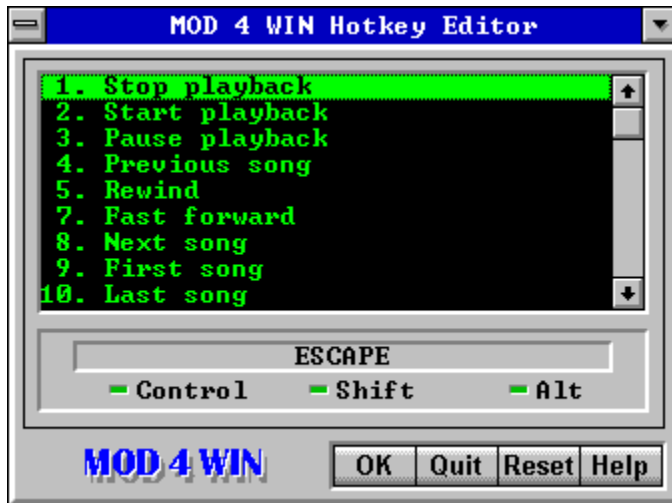 MOD 4 WIN Hotkey Editor
1. Stop playback
2. Start playback
3. Pause playback
4. Previous song
5. Rewind
7. Fast forward
8. Next song
9. First song
10. Last song
ESCAPE
Control Shift Alt
MOD 4 WIN OK Quit Reset Help